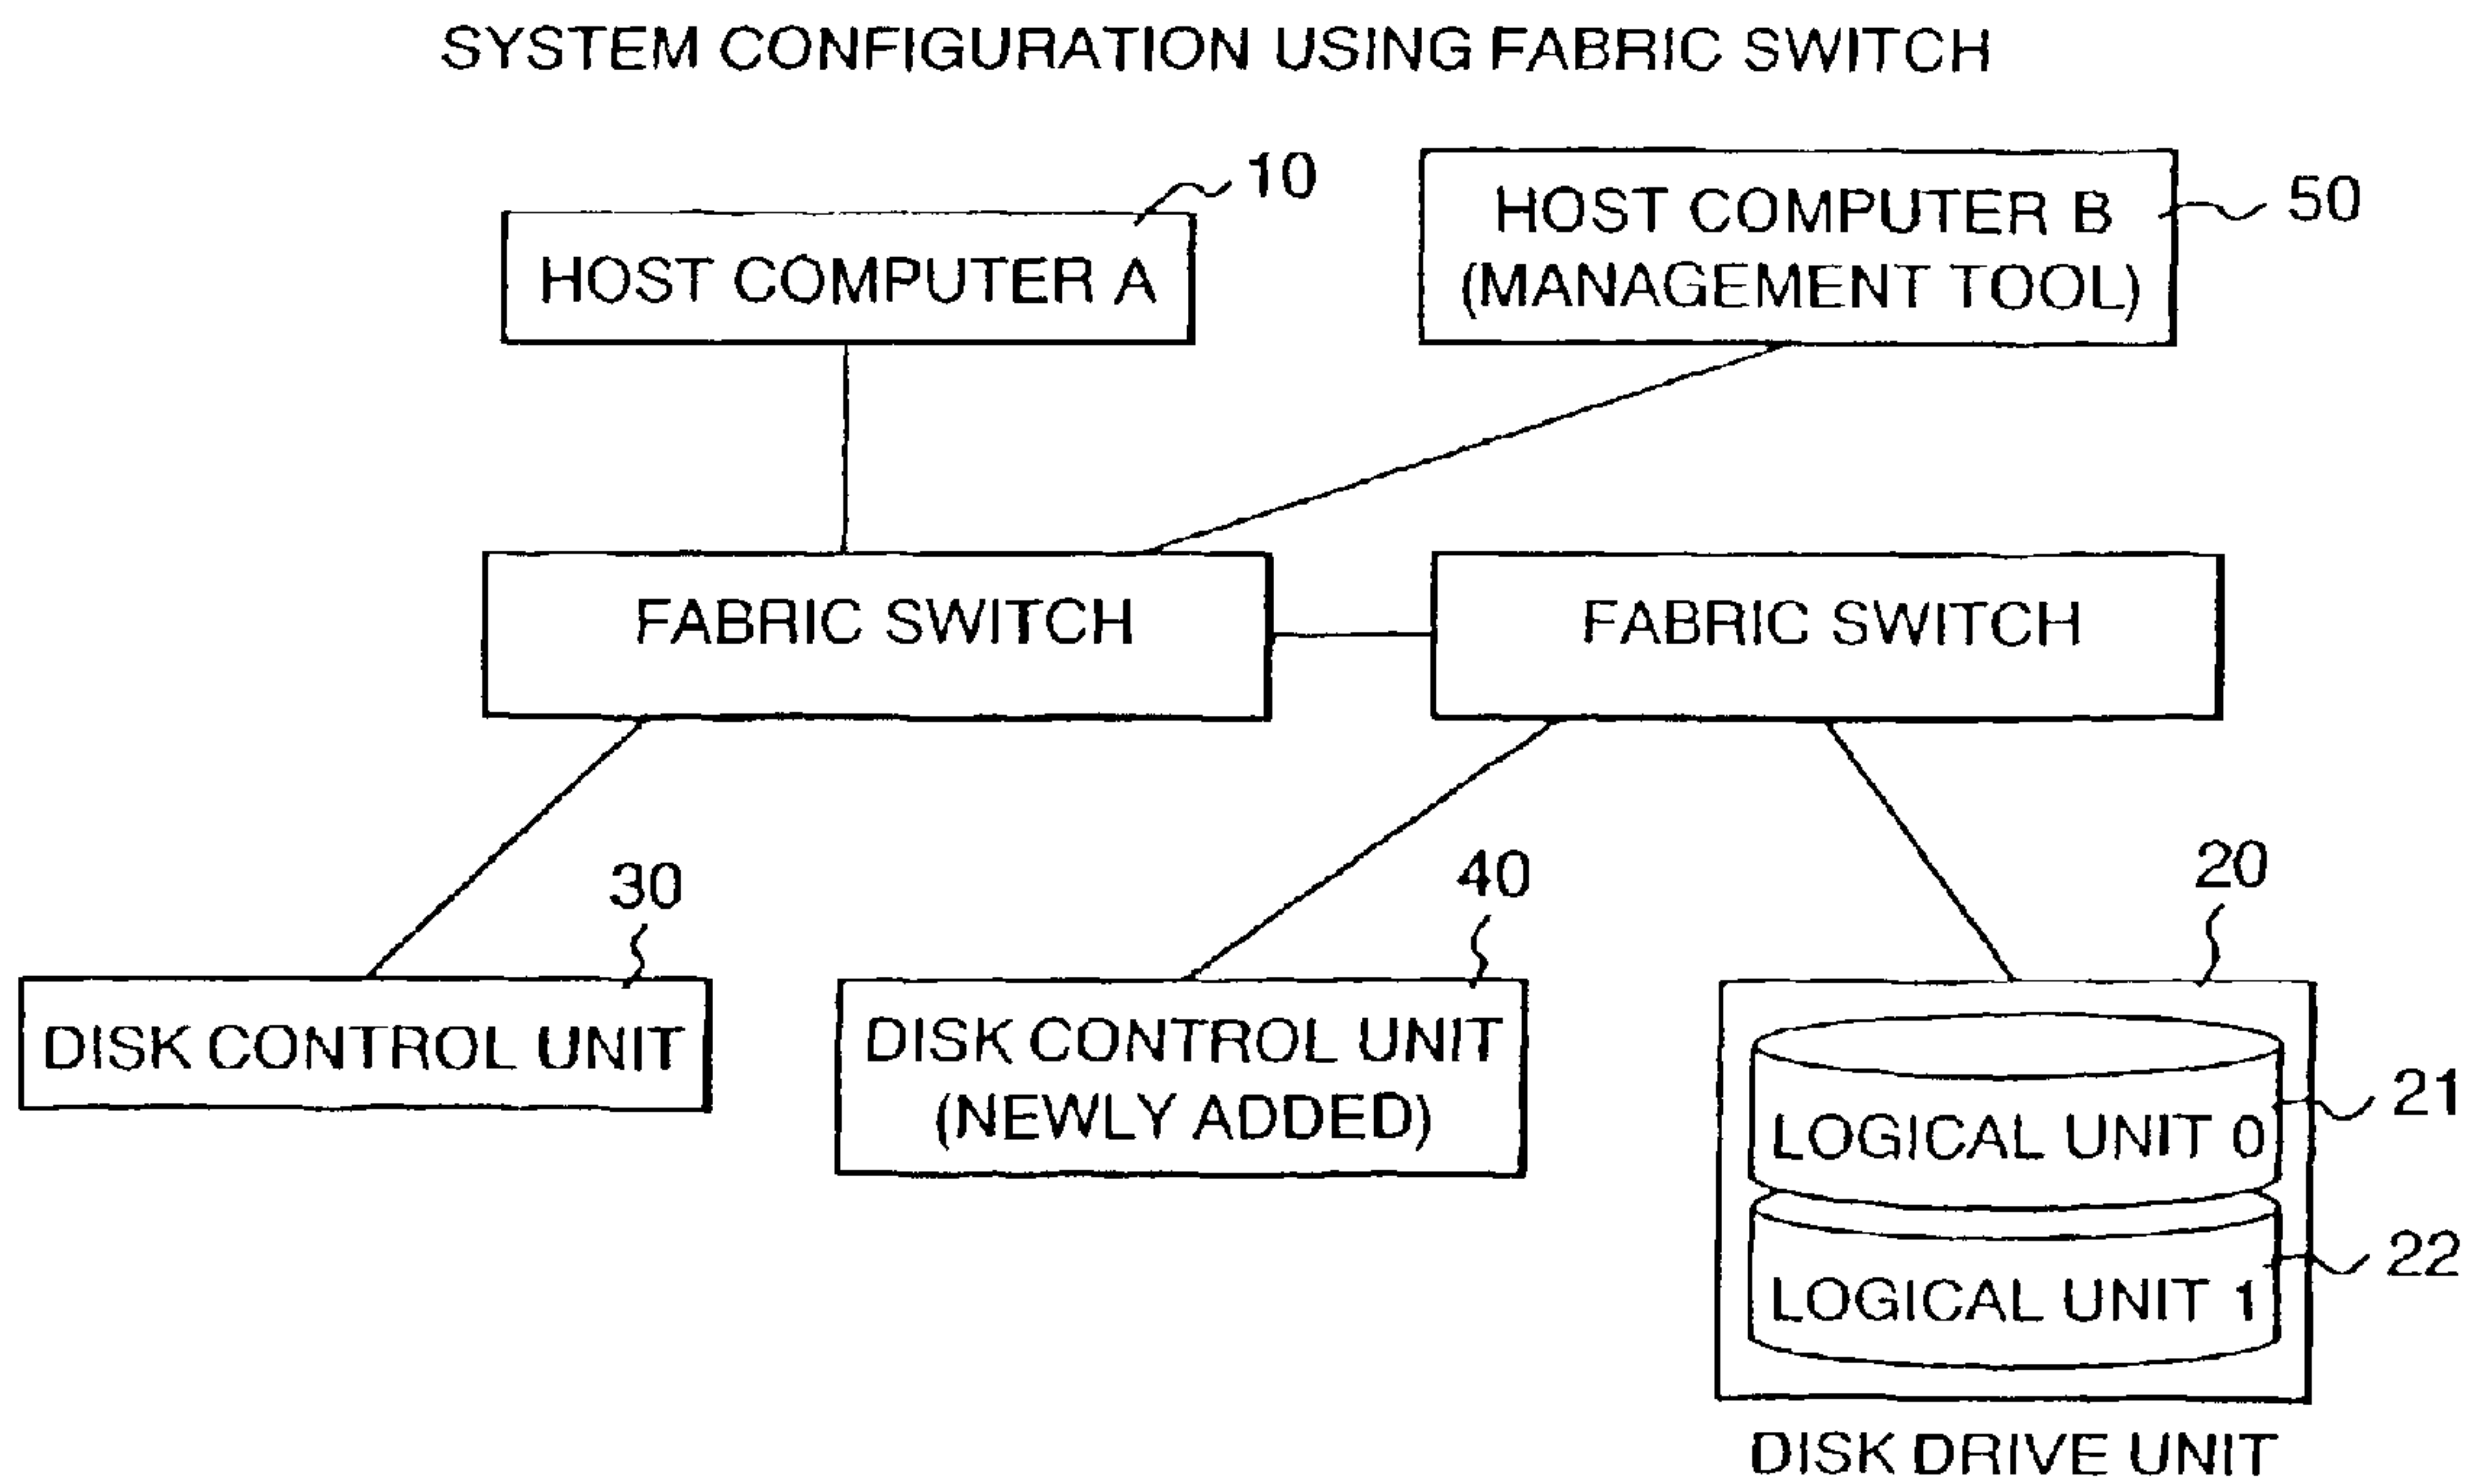 SYSTEM CONFIGURATION USING FABRIC SWITCH
10
HOST COMPUTER A
HOST COMPUTER B
(MANAGEMENT TOOL)
50
FABRIC SWITCH
FABRIC SWITCH
30
DISK CONTROL UNIT
40
DISK CONTROL UNIT
(NEWLY ADDED)
20
LOGICAL UNIT 0
21
LOGICAL UNIT 1
22
DISK DRIVE UNIT